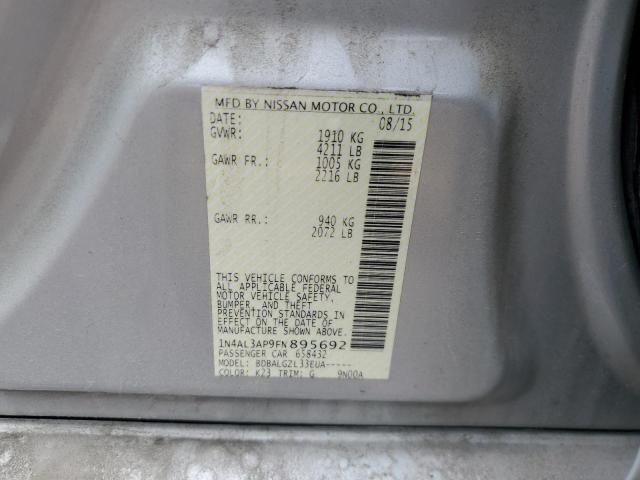 MFD BY NISSAN MOTOR CO., LTD.
DATE: 08/15
GVWR: 1910 KG
4211 LB
GAWR FR.: 1005 KG
2216 LB
GAWR RR.: 940 KG
2072 LB
THIS VEHICLE CONFORMS TO
ALL APPLICABLE FEDERAL
MOTOR VEHICLE SAFETY,
BUMPER, AND THEFT
PREVENTION STANDARDS IN
EFFECT ON THE DATE OF
MANUFACTURE SHOWN ABOVE.
1N4AL3AP9FN895692
PASSENGER CAR 658432
MODEL: BDBALGZL33EUA-----
COLOR: K23 TRIM: G 9N00A